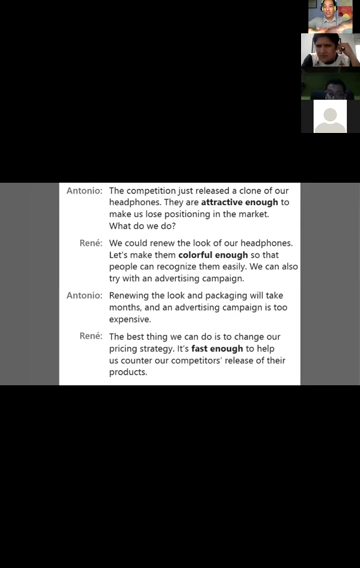 Antonio: The competition just released a clone of our
headphones. They are attractive enough to
make us lose positioning in the market.
What do we do?
René: We could renew the look of our headphones.
Let's make them colorful enough so that
people can recognize them easily. We can also
try with an advertising campaign.
Antonio: Renewing the look and packaging will take
months, and an advertising campaign is too
expensive.
René: The best thing we can do is to change our
pricing strategy. It's fast enough to help
us counter our competitors' release of their
products.